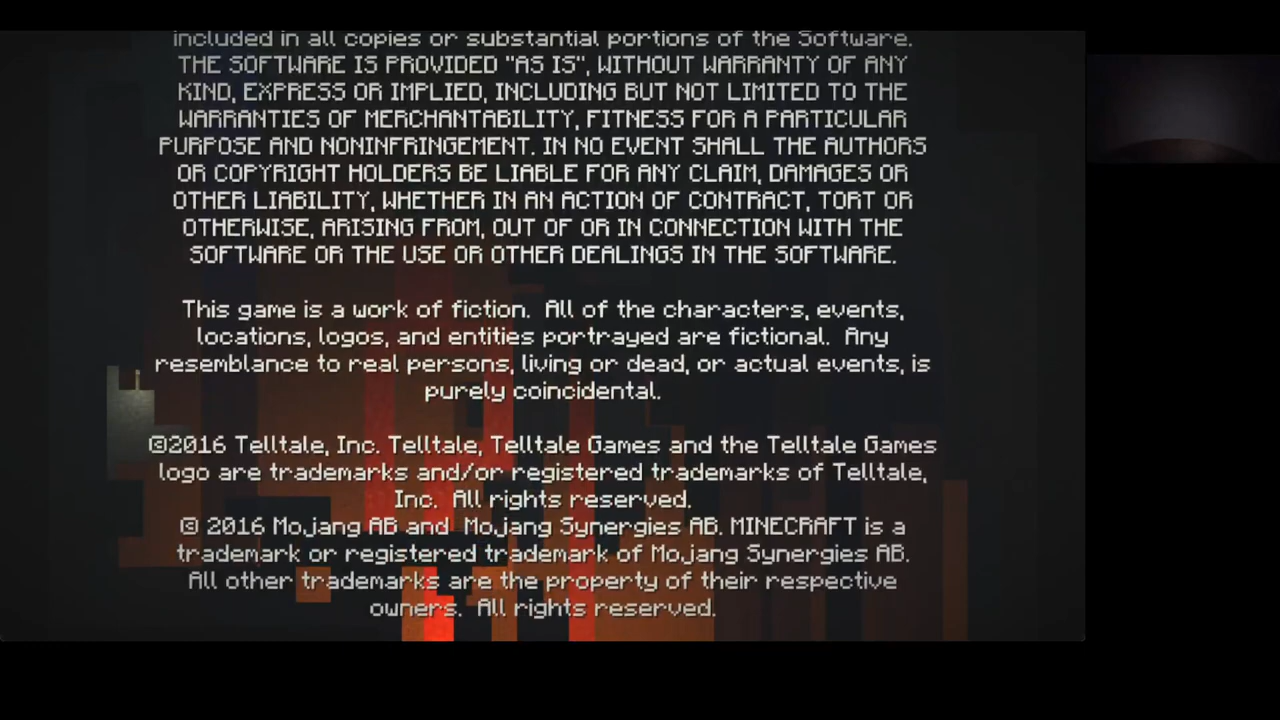 included in all copies or substantial portions of the Software.
THE SOFTWARE IS PROVIDED "AS IS", WITHOUT WARRANTY OF ANY
KIND, EXPRESS OR IMPLIED, INCLUDING BUT NOT LIMITED TO THE
WARRANTIES OF MERCHANTABILITY, FITNESS FOR A PARTICULAR
PURPOSE AND NONINFRINGEMENT. IN NO EVENT SHALL THE AUTHORS
OR COPYRIGHT HOLDERS BE LIABLE FOR ANY CLAIM, DAMAGES OR
OTHER LIABILITY, WHETHER IN AN ACTION OF CONTRACT, TORT OR
OTHERWISE, ARISING FROM, OUT OF OR IN CONNECTION WITH THE
SOFTWARE OR THE USE OR OTHER DEALINGS IN THE SOFTWARE.
This game is a work of fiction.  All of the characters, events,
locations, logos, and entities portrayed are fictional.  Any
resemblance to real persons, living or dead, or actual events, is
purely coincidental.
©2016 Telltale, Inc. Telltale, Telltale Games and the Telltale Games
logo are trademarks and/or registered trademarks of Telltale,
Inc.  All rights reserved.
© 2016 Mojang AB and  Mojang Synergies AB. MINECRAFT is a
trademark or registered trademark of Mojang Synergies AB.
All other trademarks are the property of their respective
owners.  All rights reserved.